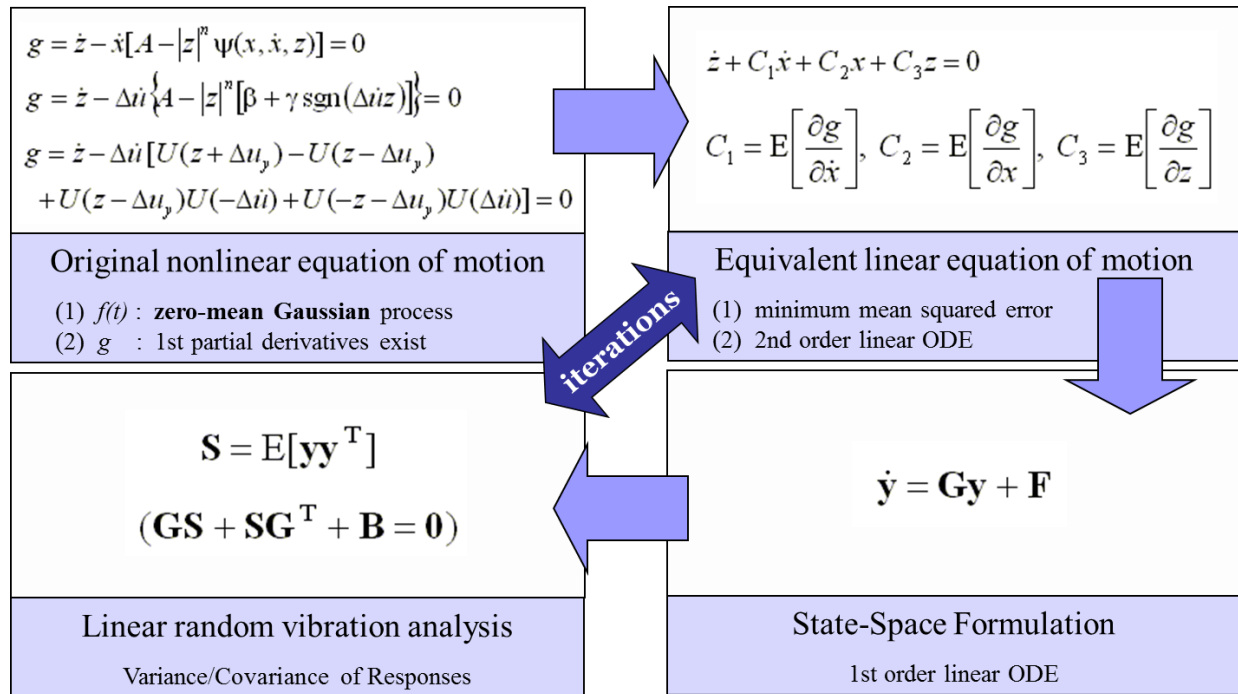 g = ż − ẋ[A − |z|ⁿ ψ(x, ẋ, z)] = 0
g = ż − Δu̇{A − |z|ⁿ[β + γ sgn(Δu̇z)]} = 0
g = ż − Δu̇[U(z + Δu_y) − U(z − Δu_y)
+ U(z − Δu_y)U(−Δu̇) + U(−z − Δu_y)U(Δu̇)] = 0
Original nonlinear equation of motion
(1) f(t) : zero-mean Gaussian process
(2) g : 1st partial derivatives exist
ż + C₁ẋ + C₂x + C₃z = 0
C₁ = E[∂g/∂ẋ], C₂ = E[∂g/∂x], C₃ = E[∂g/∂z]
Equivalent linear equation of motion
(1) minimum mean squared error
(2) 2nd order linear ODE
iterations
S = E[yyᵀ]
(GS + SGᵀ + B = 0)
Linear random vibration analysis
Variance/Covariance of Responses
ẏ = Gy + F
State-Space Formulation
1st order linear ODE